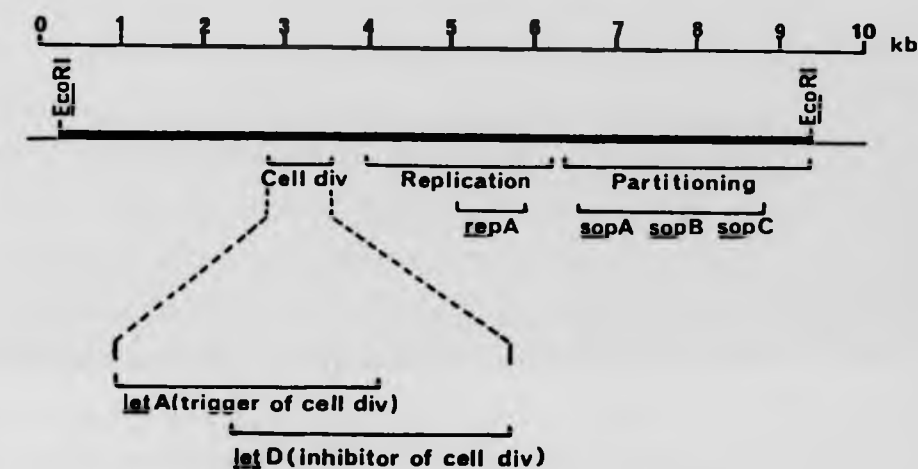 0 1 2 3 4 5 6 7 8 9 10 kb
EcoRI EcoRI
Cell div Replication Partitioning
repA sopA sopB sopC
letA(trigger of cell div)
letD(inhibitor of cell div)